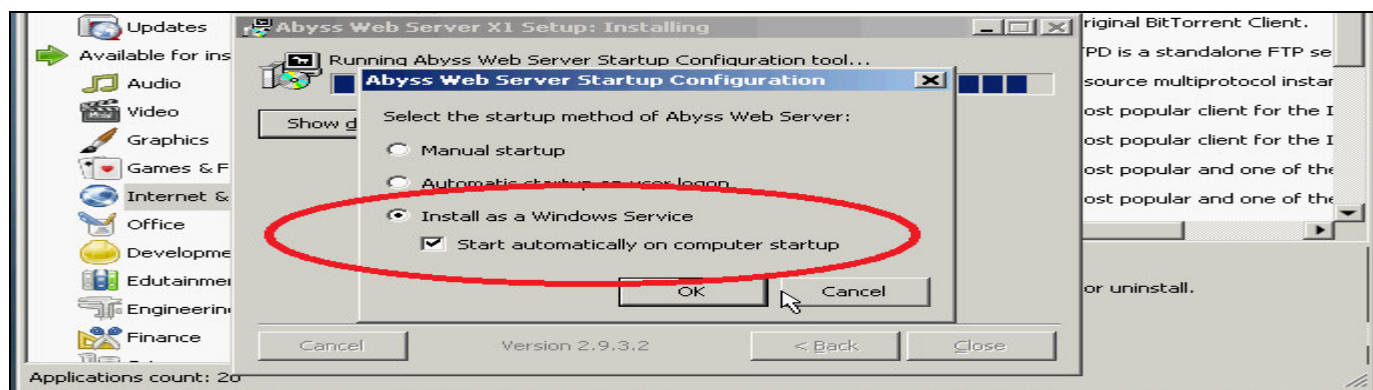 Updates
Available for ins
Audio
Video
Graphics
Games & F
Internet &
Office
Developme
Edutainmer
Engineerin
Finance
Applications count: 20
Abyss Web Server X1 Setup: Installing
Running Abyss Web Server Startup Configuration tool...
Show d
Abyss Web Server Startup Configuration
Select the startup method of Abyss Web Server:
Manual startup
Automatic startup on user logon
Install as a Windows Service
Start automatically on computer startup
OK
Cancel
Cancel
Version 2.9.3.2
< Back
Close
riginal BitTorrent Client.
PD is a standalone FTP se
source multiprotocol instar
ost popular client for the I
ost popular client for the I
ost popular and one of the
ost popular and one of the
or uninstall.